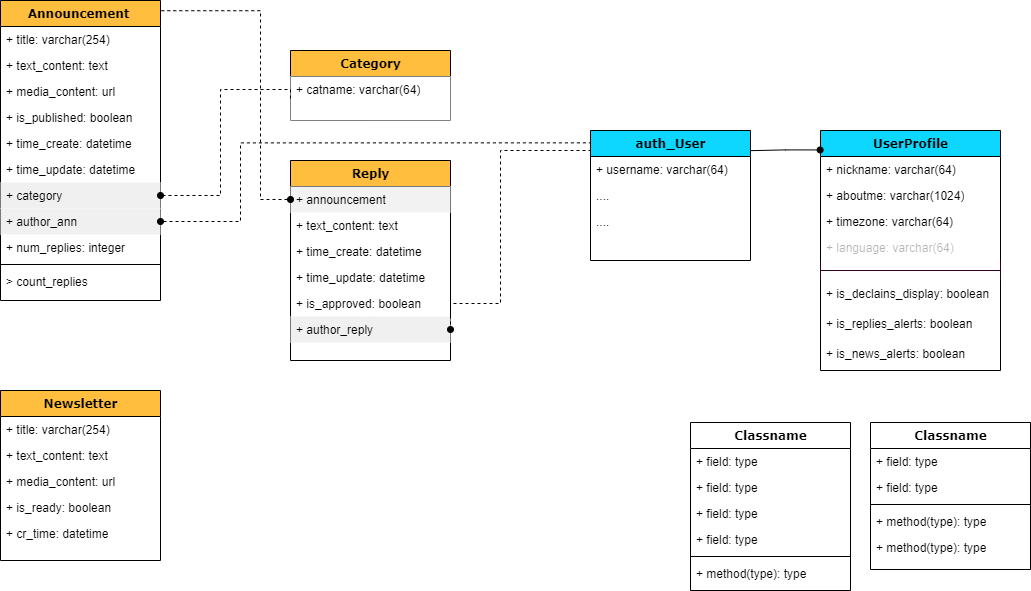 Announcement
+ title: varchar(254)
+ text_content: text
+ media_content: url
+ is_published: boolean
+ time_create: datetime
+ time_update: datetime
+ category
+ author_ann
+ num_replies: integer
> count_replies
Category
+ catname: varchar(64)
Reply
+ announcement
+ text_content: text
+ time_create: datetime
+ time_update: datetime
+ is_approved: boolean
+ author_reply
auth_User
+ username: varchar(64)
....
....
UserProfile
+ nickname: varchar(64)
+ aboutme: varchar(1024)
+ timezone: varchar(64)
+ language: varchar(64)
+ is_declains_display: boolean
+ is_replies_alerts: boolean
+ is_news_alerts: boolean
Newsletter
+ title: varchar(254)
+ text_content: text
+ media_content: url
+ is_ready: boolean
+ cr_time: datetime
Classname
+ field: type
+ field: type
+ field: type
+ field: type
+ method(type): type
Classname
+ field: type
+ field: type
+ method(type): type
+ method(type): type